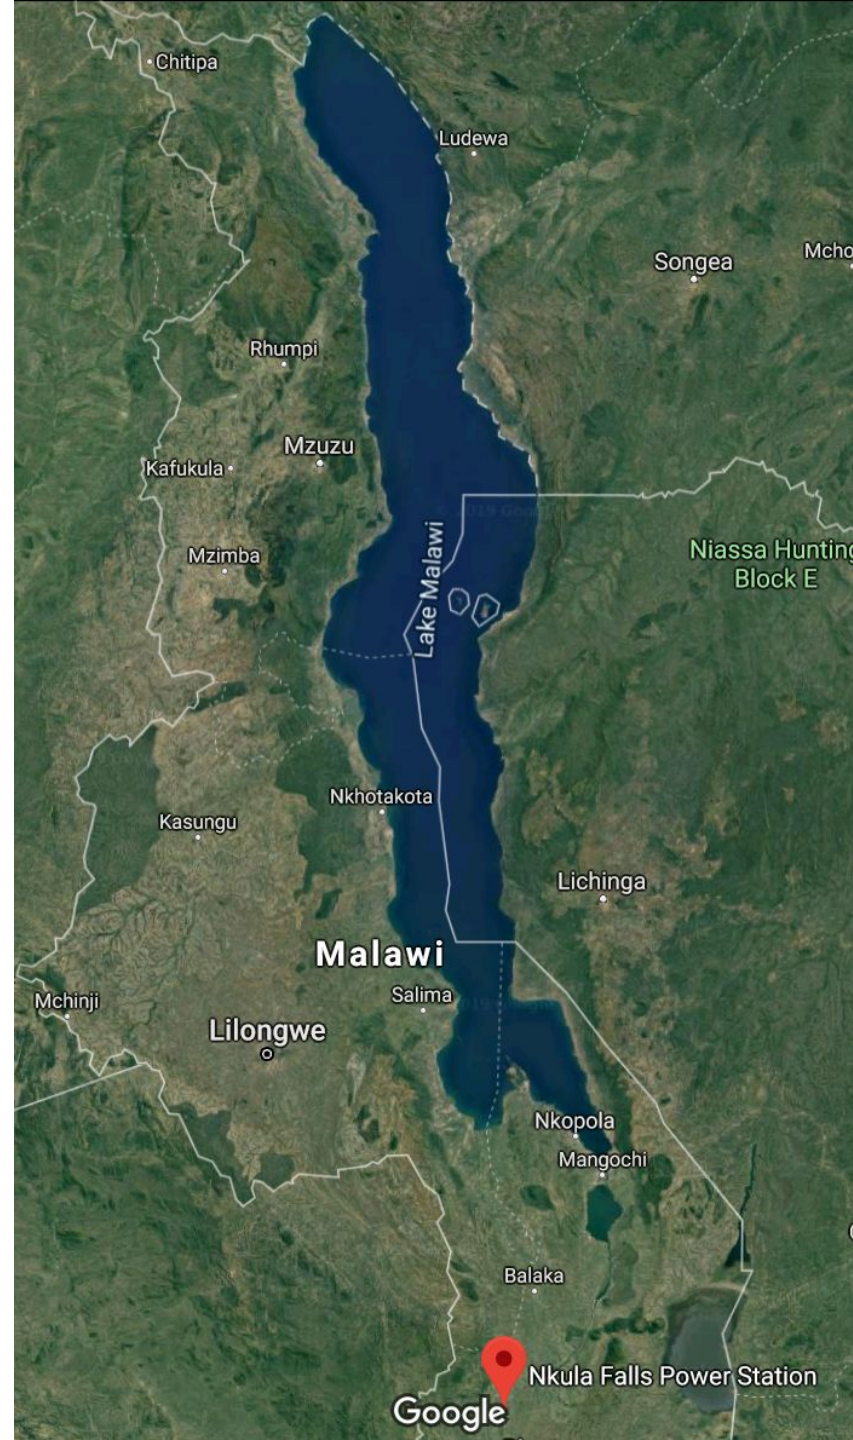 Chitipa
Ludewa
Songea
Mcho
Rhumpi
Mzuzu
Kafukula
Lake Malawi
Mzimba
Niassa Hunting
Block E
Nkhotakota
Kasungu
Lichinga
Malawi
Salima
Mchinji
Lilongwe
Nkopola
Mangochi
Balaka
Nkula Falls Power Station
Google